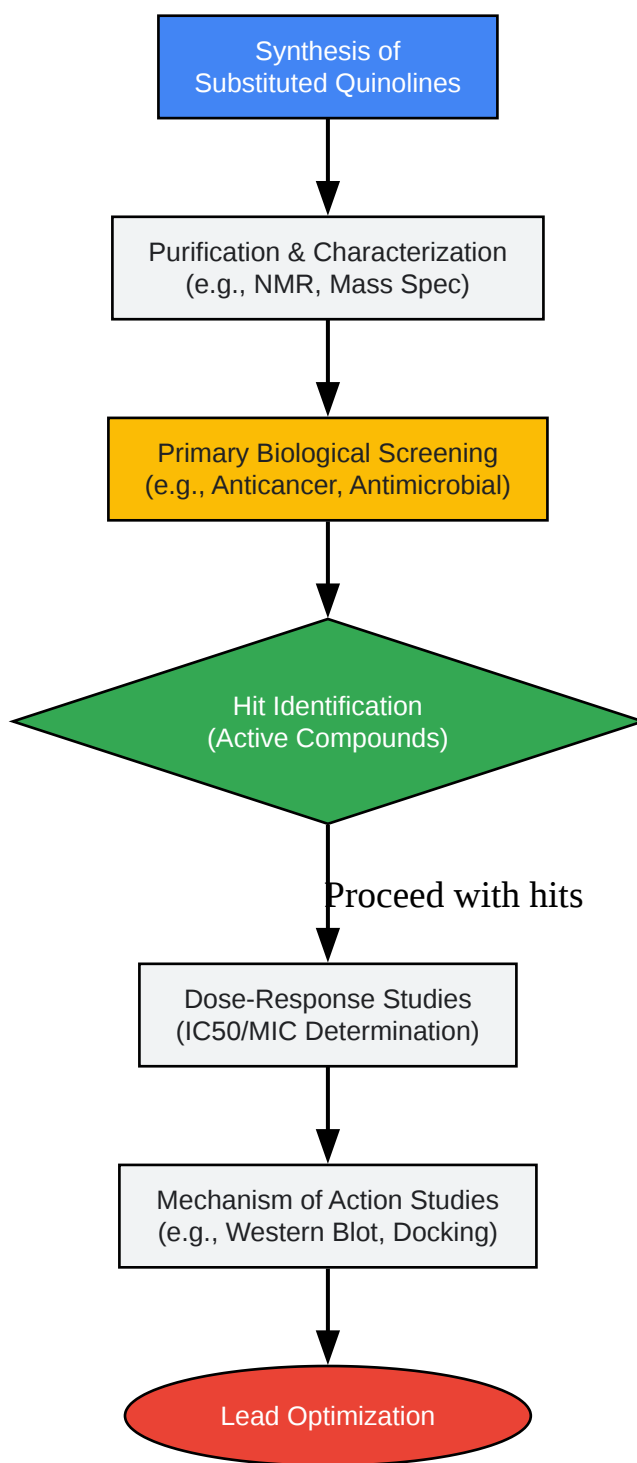 Synthesis of
Substituted Quinolines
Purification & Characterization
(e.g., NMR, Mass Spec)
Primary Biological Screening
(e.g., Anticancer, Antimicrobial)
Hit Identification
(Active Compounds)
Proceed with hits
Dose-Response Studies
(IC50/MIC Determination)
Mechanism of Action Studies
(e.g., Western Blot, Docking)
Lead Optimization